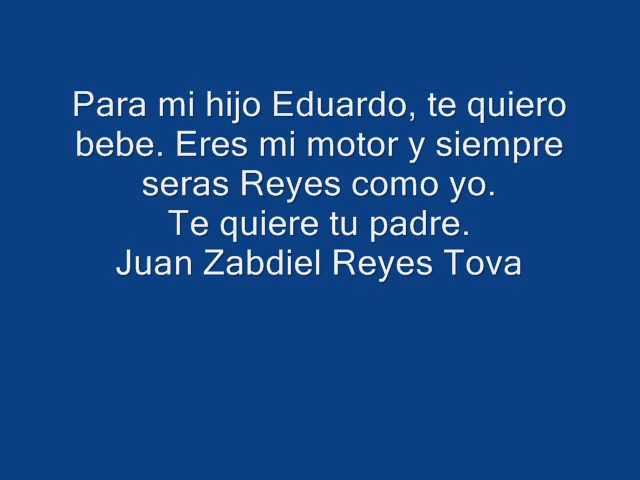 Para mi hijo Eduardo, te quiero
bebe. Eres mi motor y siempre
seras Reyes como yo.
Te quiere tu padre.
Juan Zabdiel Reyes Tova